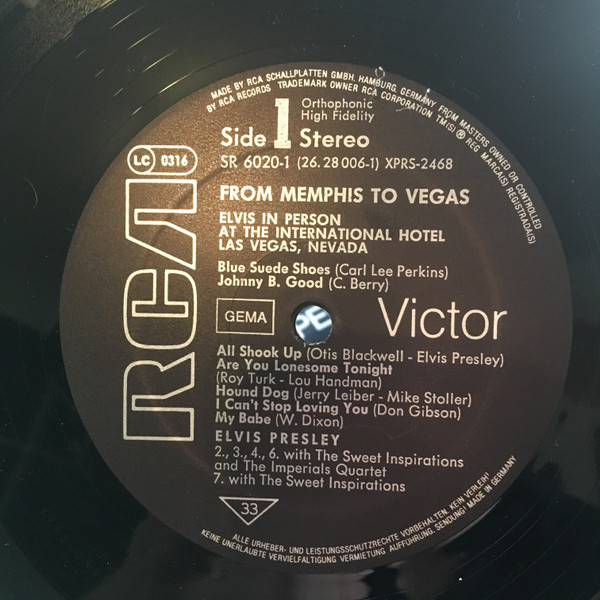 MADE BY RCA SCHALLPLATTEN GMBH, HAMBURG, GERMANY FROM MASTERS OWNED OR CONTROLLED
BY RCA RECORDS TRADEMARK OWNER RCA CORPORATION TM(S) ® REG MARCA(S) REGISTRADA(S)
Side 1 Stereo
Orthophonic
High Fidelity
LC 0316
SR 6020-1 (26.28 006-1) XPRS-2468
RCA
FROM MEMPHIS TO VEGAS
ELVIS IN PERSON
AT THE INTERNATIONAL HOTEL
LAS VEGAS, NEVADA
Blue Suede Shoes (Carl Lee Perkins)
Johnny B. Good (C. Berry)
GEMA
Victor
All Shook Up (Otis Blackwell - Elvis Presley)
Are You Lonesome Tonight
(Roy Turk - Lou Handman)
Hound Dog (Jerry Leiber - Mike Stoller)
I Can't Stop Loving You (Don Gibson)
My Babe (W. Dixon)
ELVIS PRESLEY
2., 3., 4., 6. with The Sweet Inspirations
and The Imperials Quartet
7. with The Sweet Inspirations
33
ALLE URHEBER- UND LEISTUNGSSCHUTZRECHTE VORBEHALTEN. KEIN VERLEIH!
KEINE UNERLAUBTE VERVIELFÄLTIGUNG, VERMIETUNG, AUFFÜHRUNG, SENDUNG! MADE IN GERMANY